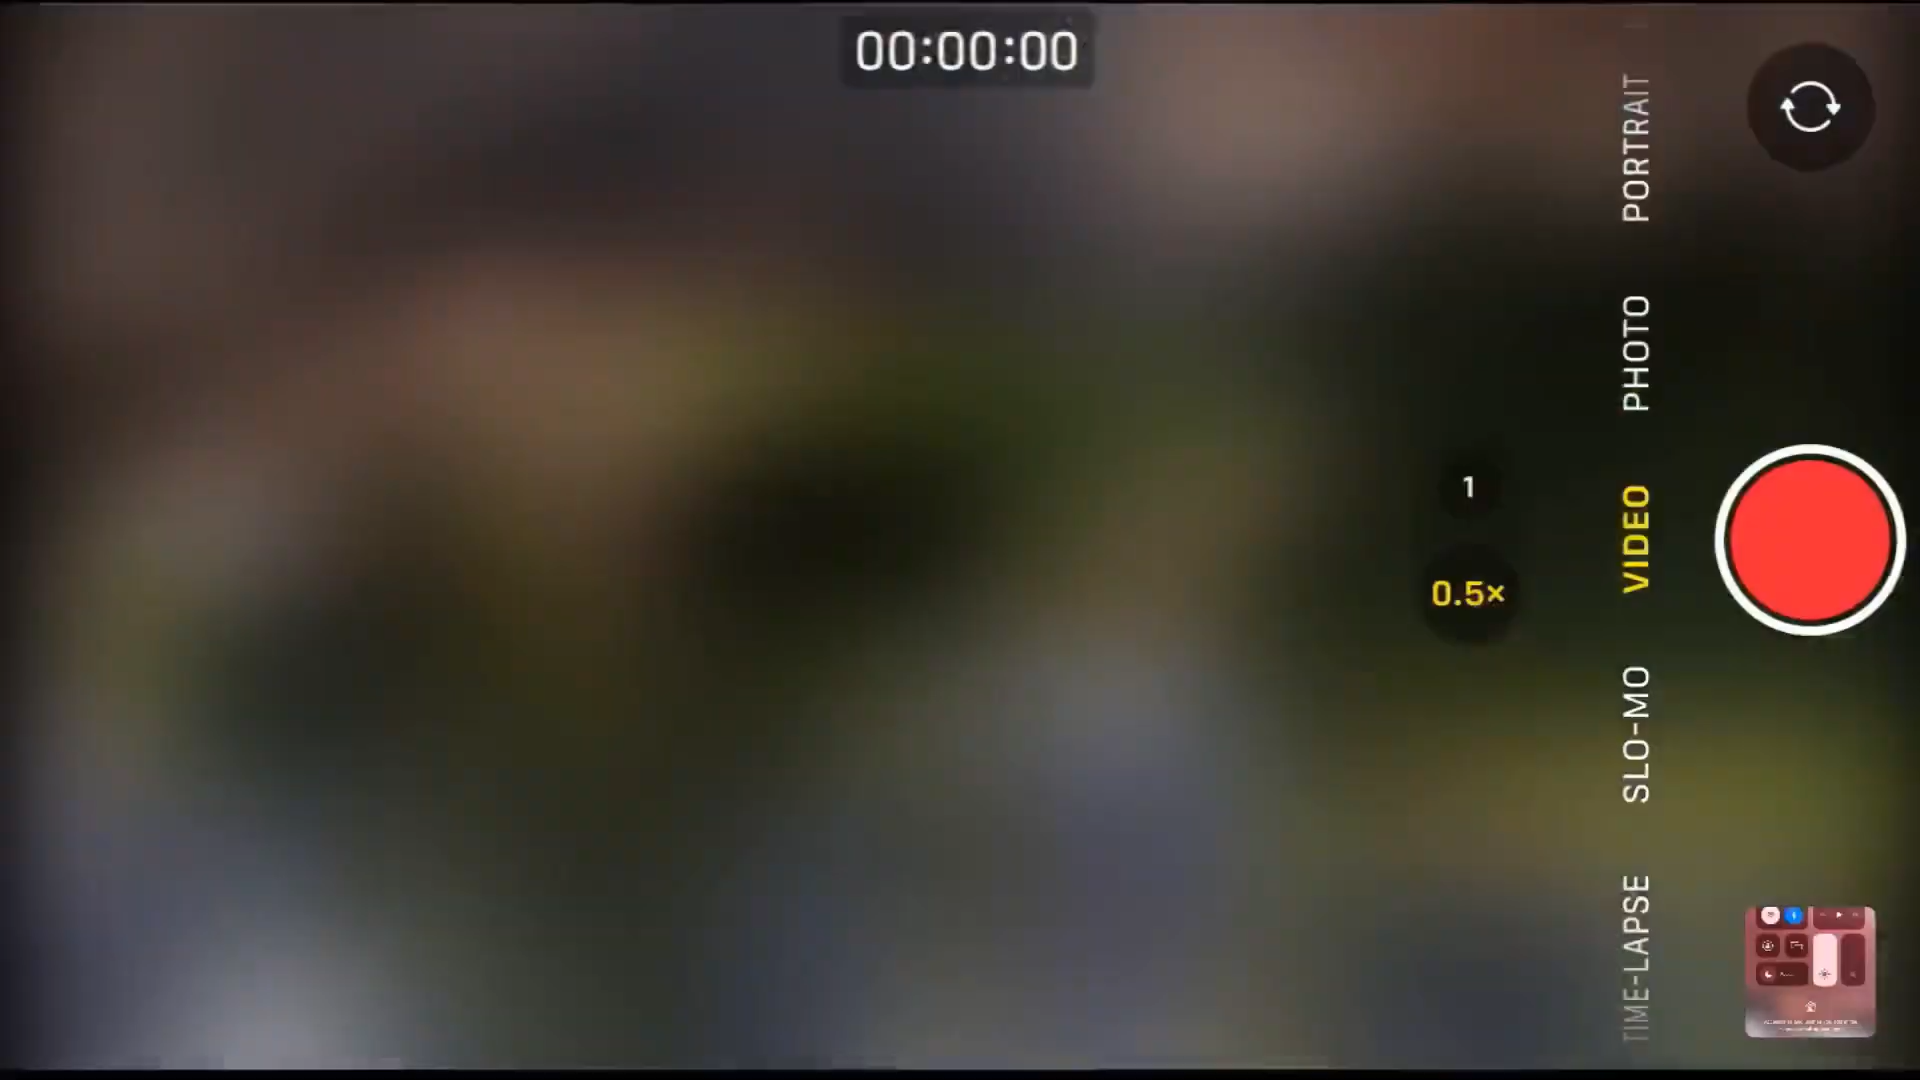 00:00:00
PORTRAIT
PHOTO
VIDEO
SLO-MO
TIME-LAPSE
1
0.5×